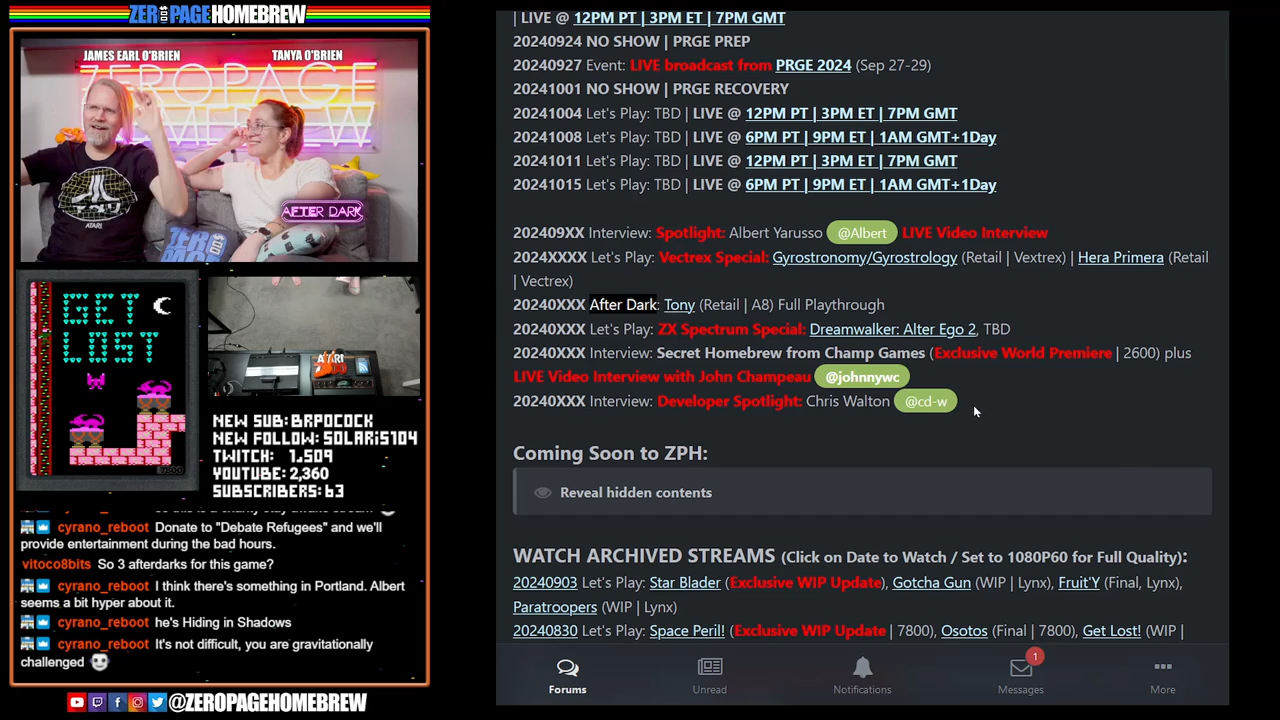 ZEROPAGEHOMEBREW
JAMES EARL O'BRIEN
TANYA O'BRIEN
ZEROPAGE
ATARI
AFTER DARK
GET
LOST
ATARI
7800
NEW SUB: BRPOCOCK
NEW FOLLOW: SOLARIS104
TWITCH: 1,509
YOUTUBE: 2,360
SUBSCRIBERS: 63
cyrano_reboot Donate to "Debate Refugees" and we'll
provide entertainment during the bad hours.
vitoco8bits So 3 afterdarks for this game?
cyrano_reboot I think there's something in Portland. Albert
seems a bit hyper about it.
cyrano_reboot he's Hiding in Shadows
cyrano_reboot It's not difficult, you are gravitationally
challenged
@ZEROPAGEHOMEBREW
| LIVE @ 12PM PT | 3PM ET | 7PM GMT
20240924 NO SHOW | PRGE PREP
20240927 Event: LIVE broadcast from PRGE 2024 (Sep 27-29)
20241001 NO SHOW | PRGE RECOVERY
20241004 Let's Play: TBD | LIVE @ 12PM PT | 3PM ET | 7PM GMT
20241008 Let's Play: TBD | LIVE @ 6PM PT | 9PM ET | 1AM GMT+1Day
20241011 Let's Play: TBD | LIVE @ 12PM PT | 3PM ET | 7PM GMT
20241015 Let's Play: TBD | LIVE @ 6PM PT | 9PM ET | 1AM GMT+1Day
202409XX Interview: Spotlight: Albert Yarusso @Albert LIVE Video Interview
2024XXXX Let's Play: Vectrex Special: Gyrostronomy/Gyrostrology (Retail | Vextrex) | Hera Primera (Retail
| Vectrex)
20240XXX After Dark: Tony (Retail | A8) Full Playthrough
20240XXX Let's Play: ZX Spectrum Special: Dreamwalker: Alter Ego 2, TBD
20240XXX Interview: Secret Homebrew from Champ Games (Exclusive World Premiere | 2600) plus
LIVE Video Interview with John Champeau @johnnywc
20240XXX Interview: Developer Spotlight: Chris Walton @cd-w
Coming Soon to ZPH:
Reveal hidden contents
WATCH ARCHIVED STREAMS (Click on Date to Watch / Set to 1080P60 for Full Quality):
20240903 Let's Play: Star Blader (Exclusive WIP Update), Gotcha Gun (WIP | Lynx), Fruit'Y (Final, Lynx),
Paratroopers (WIP | Lynx)
20240830 Let's Play: Space Peril! (Exclusive WIP Update | 7800), Osotos (Final | 7800), Get Lost! (WIP |
Forums
Unread
Notifications
1
Messages
More